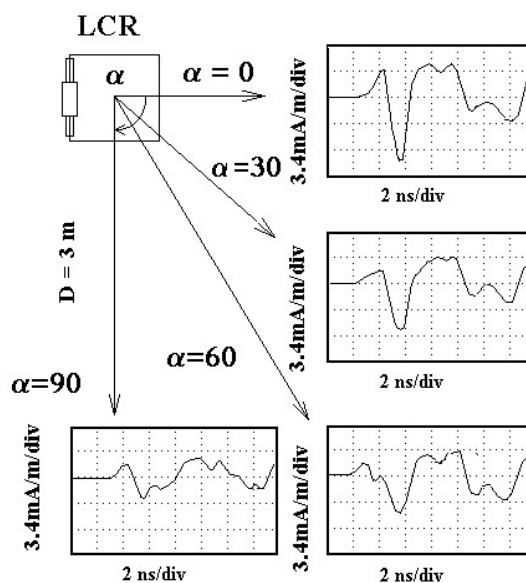 LCR
α
α = 0
3.4mA/m/div
2 ns/div
α=30
3.4mA/m/div
2 ns/div
D = 3 m
α=60
α=90
3.4mA/m/div
2 ns/div
3.4mA/m/div
2 ns/div